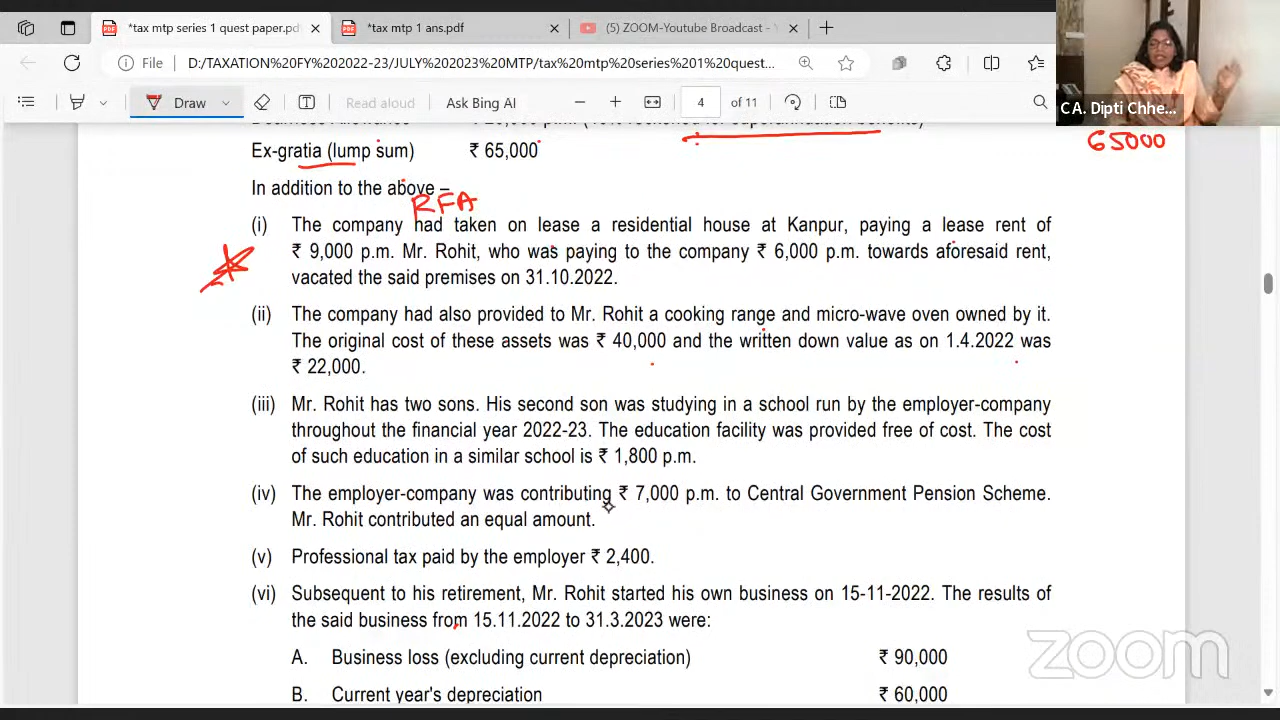 *tax mtp series 1 quest paper.pdf
*tax mtp 1 ans.pdf
(5) ZOOM-Youtube Broadcast -
File
D:/TAXATION%20FY%202022-23/JULY%202023%20MTP/tax%20mtp%20series%201%20quest...
Draw
Read aloud
Ask Bing AI
4 of 11
CA. Dipti Chhe...
65000
Ex-gratia (lump sum) ₹ 65,000
In addition to the above –
RFA
(i) The company had taken on lease a residential house at Kanpur, paying a lease rent of
₹ 9,000 p.m. Mr. Rohit, who was paying to the company ₹ 6,000 p.m. towards aforesaid rent,
vacated the said premises on 31.10.2022.
(ii) The company had also provided to Mr. Rohit a cooking range and micro-wave oven owned by it.
The original cost of these assets was ₹ 40,000 and the written down value as on 1.4.2022 was
₹ 22,000.
(iii) Mr. Rohit has two sons. His second son was studying in a school run by the employer-company
throughout the financial year 2022-23. The education facility was provided free of cost. The cost
of such education in a similar school is ₹ 1,800 p.m.
(iv) The employer-company was contributing ₹ 7,000 p.m. to Central Government Pension Scheme.
Mr. Rohit contributed an equal amount.
(v) Professional tax paid by the employer ₹ 2,400.
(vi) Subsequent to his retirement, Mr. Rohit started his own business on 15-11-2022. The results of
the said business from 15.11.2022 to 31.3.2023 were:
A. Business loss (excluding current depreciation) ₹ 90,000
B. Current year's depreciation ₹ 60,000
zoom